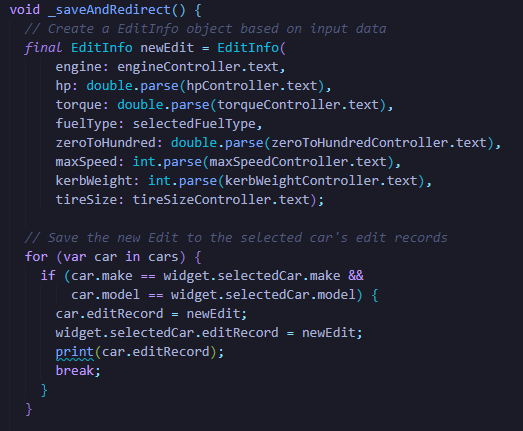 void _saveAndRedirect() {
  // Create a EditInfo object based on input data
  final EditInfo newEdit = EditInfo(
      engine: engineController.text,
      hp: double.parse(hpController.text),
      torque: double.parse(torqueController.text),
      fuelType: selectedFuelType,
      zeroToHundred: double.parse(zeroToHundredController.text),
      maxSpeed: int.parse(maxSpeedController.text),
      kerbWeight: int.parse(kerbWeightController.text),
      tireSize: tireSizeController.text);

  // Save the new Edit to the selected car's edit records
  for (var car in cars) {
    if (car.make == widget.selectedCar.make &&
        car.model == widget.selectedCar.model) {
      car.editRecord = newEdit;
      widget.selectedCar.editRecord = newEdit;
      print(car.editRecord);
      break;
    }
  }